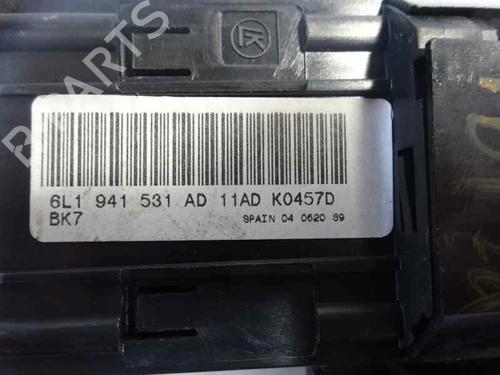 6L1 941 531 AD 11AD K0457D
BK7
SPAIN 04 0620 39
B PARTS